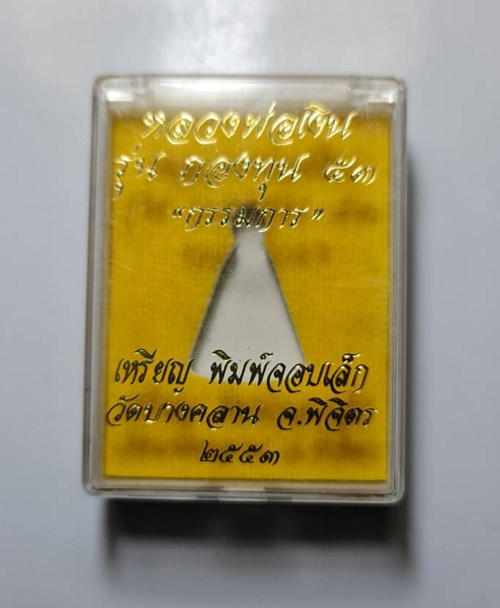 หลวงพ่อเงิน
รุ่น กองทุน ๕๓
"กรรมการ"
เหรียญ พิมพ์จอบเล็ก
วัดบางคลาน จ.พิจิตร
๒๕๕๓